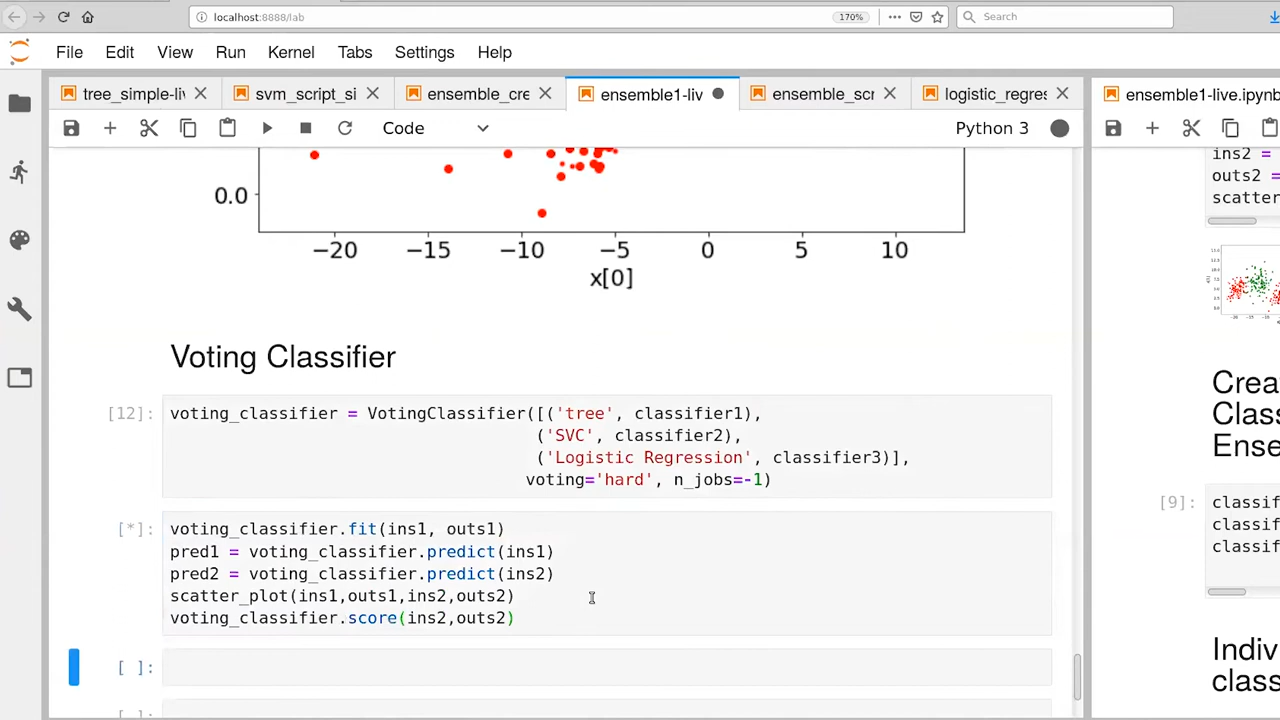 localhost:8888/lab
170%
Search
File Edit View Run Kernel Tabs Settings Help
tree_simple-liv
svm_script_si
ensemble_cre
ensemble1-liv
ensemble_scr
logistic_regres
ensemble1-live.ipynb
Code
Python 3
0.0
−20 −15 −10 −5 0 5 10
x[0]
Voting Classifier
[12]:
voting_classifier = VotingClassifier([('tree', classifier1),
('SVC', classifier2),
('Logistic Regression', classifier3)],
voting='hard', n_jobs=-1)
[*]:
voting_classifier.fit(ins1, outs1)
pred1 = voting_classifier.predict(ins1)
pred2 = voting_classifier.predict(ins2)
scatter_plot(ins1,outs1,ins2,outs2)
voting_classifier.score(ins2,outs2)
[ ]:
ins2 =
outs2 =
scatter
Crea
Class
Ense
[9]:
classif
classif
classif
Indiv
class